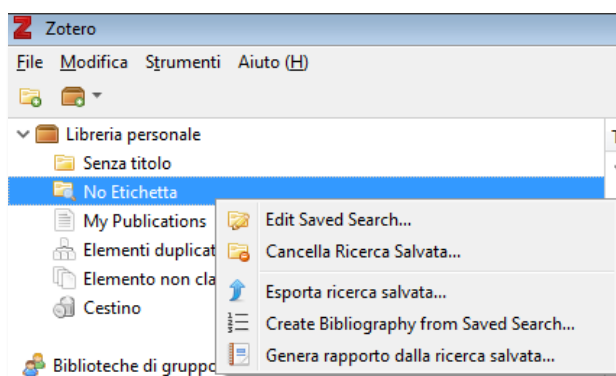 Zotero
File Modifica Strumenti Aiuto (H)
Libreria personale
Senza titolo
No Etichetta
My Publications
Elementi duplicat
Elemento non cla
Cestino
Biblioteche di gruppo
Edit Saved Search...
Cancella Ricerca Salvata...
Esporta ricerca salvata...
Create Bibliography from Saved Search...
Genera rapporto dalla ricerca salvata...